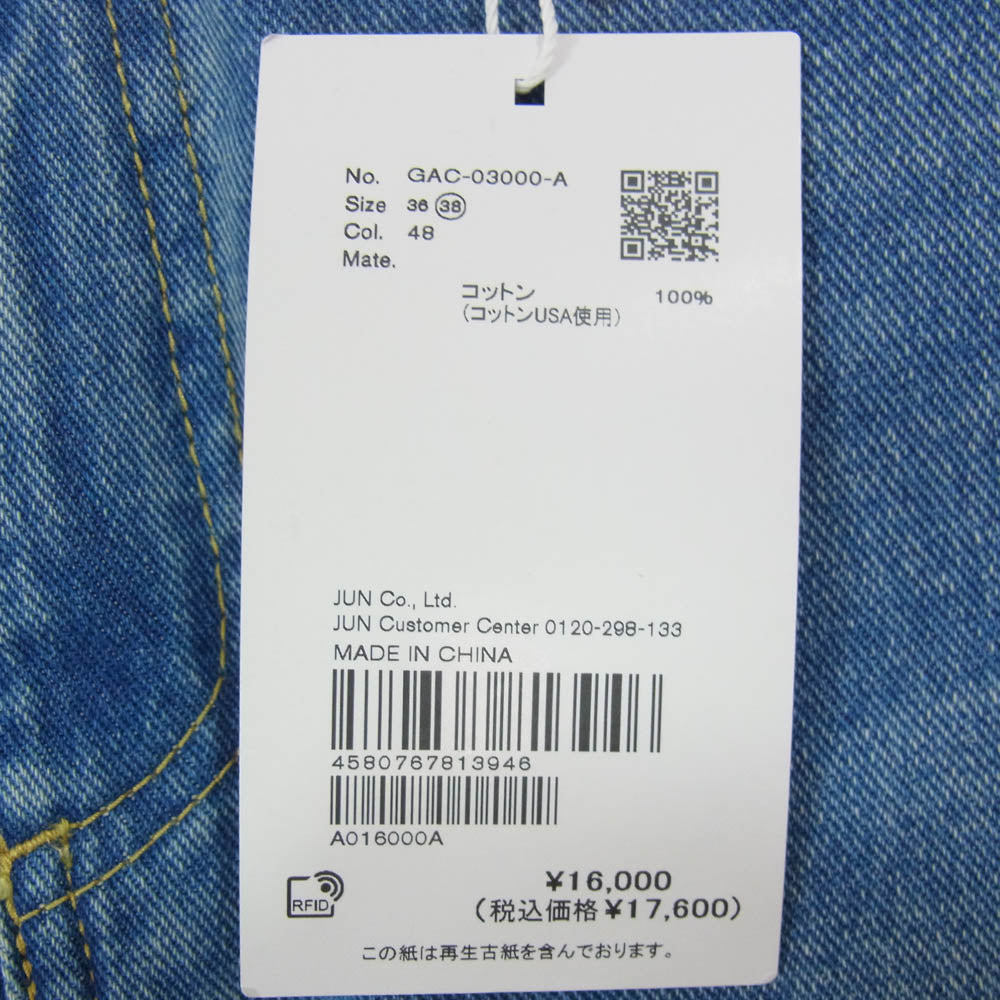 No. GAC-03000-A
Size 36 38
Col. 48
Mate.
コットン 100%
(コットンUSA使用)
JUN Co., Ltd.
JUN Customer Center 0120-298-133
MADE IN CHINA
4580767813946
A016000A
RFID
¥16,000
(税込価格¥17,600)
この紙は再生古紙を含んでおります。